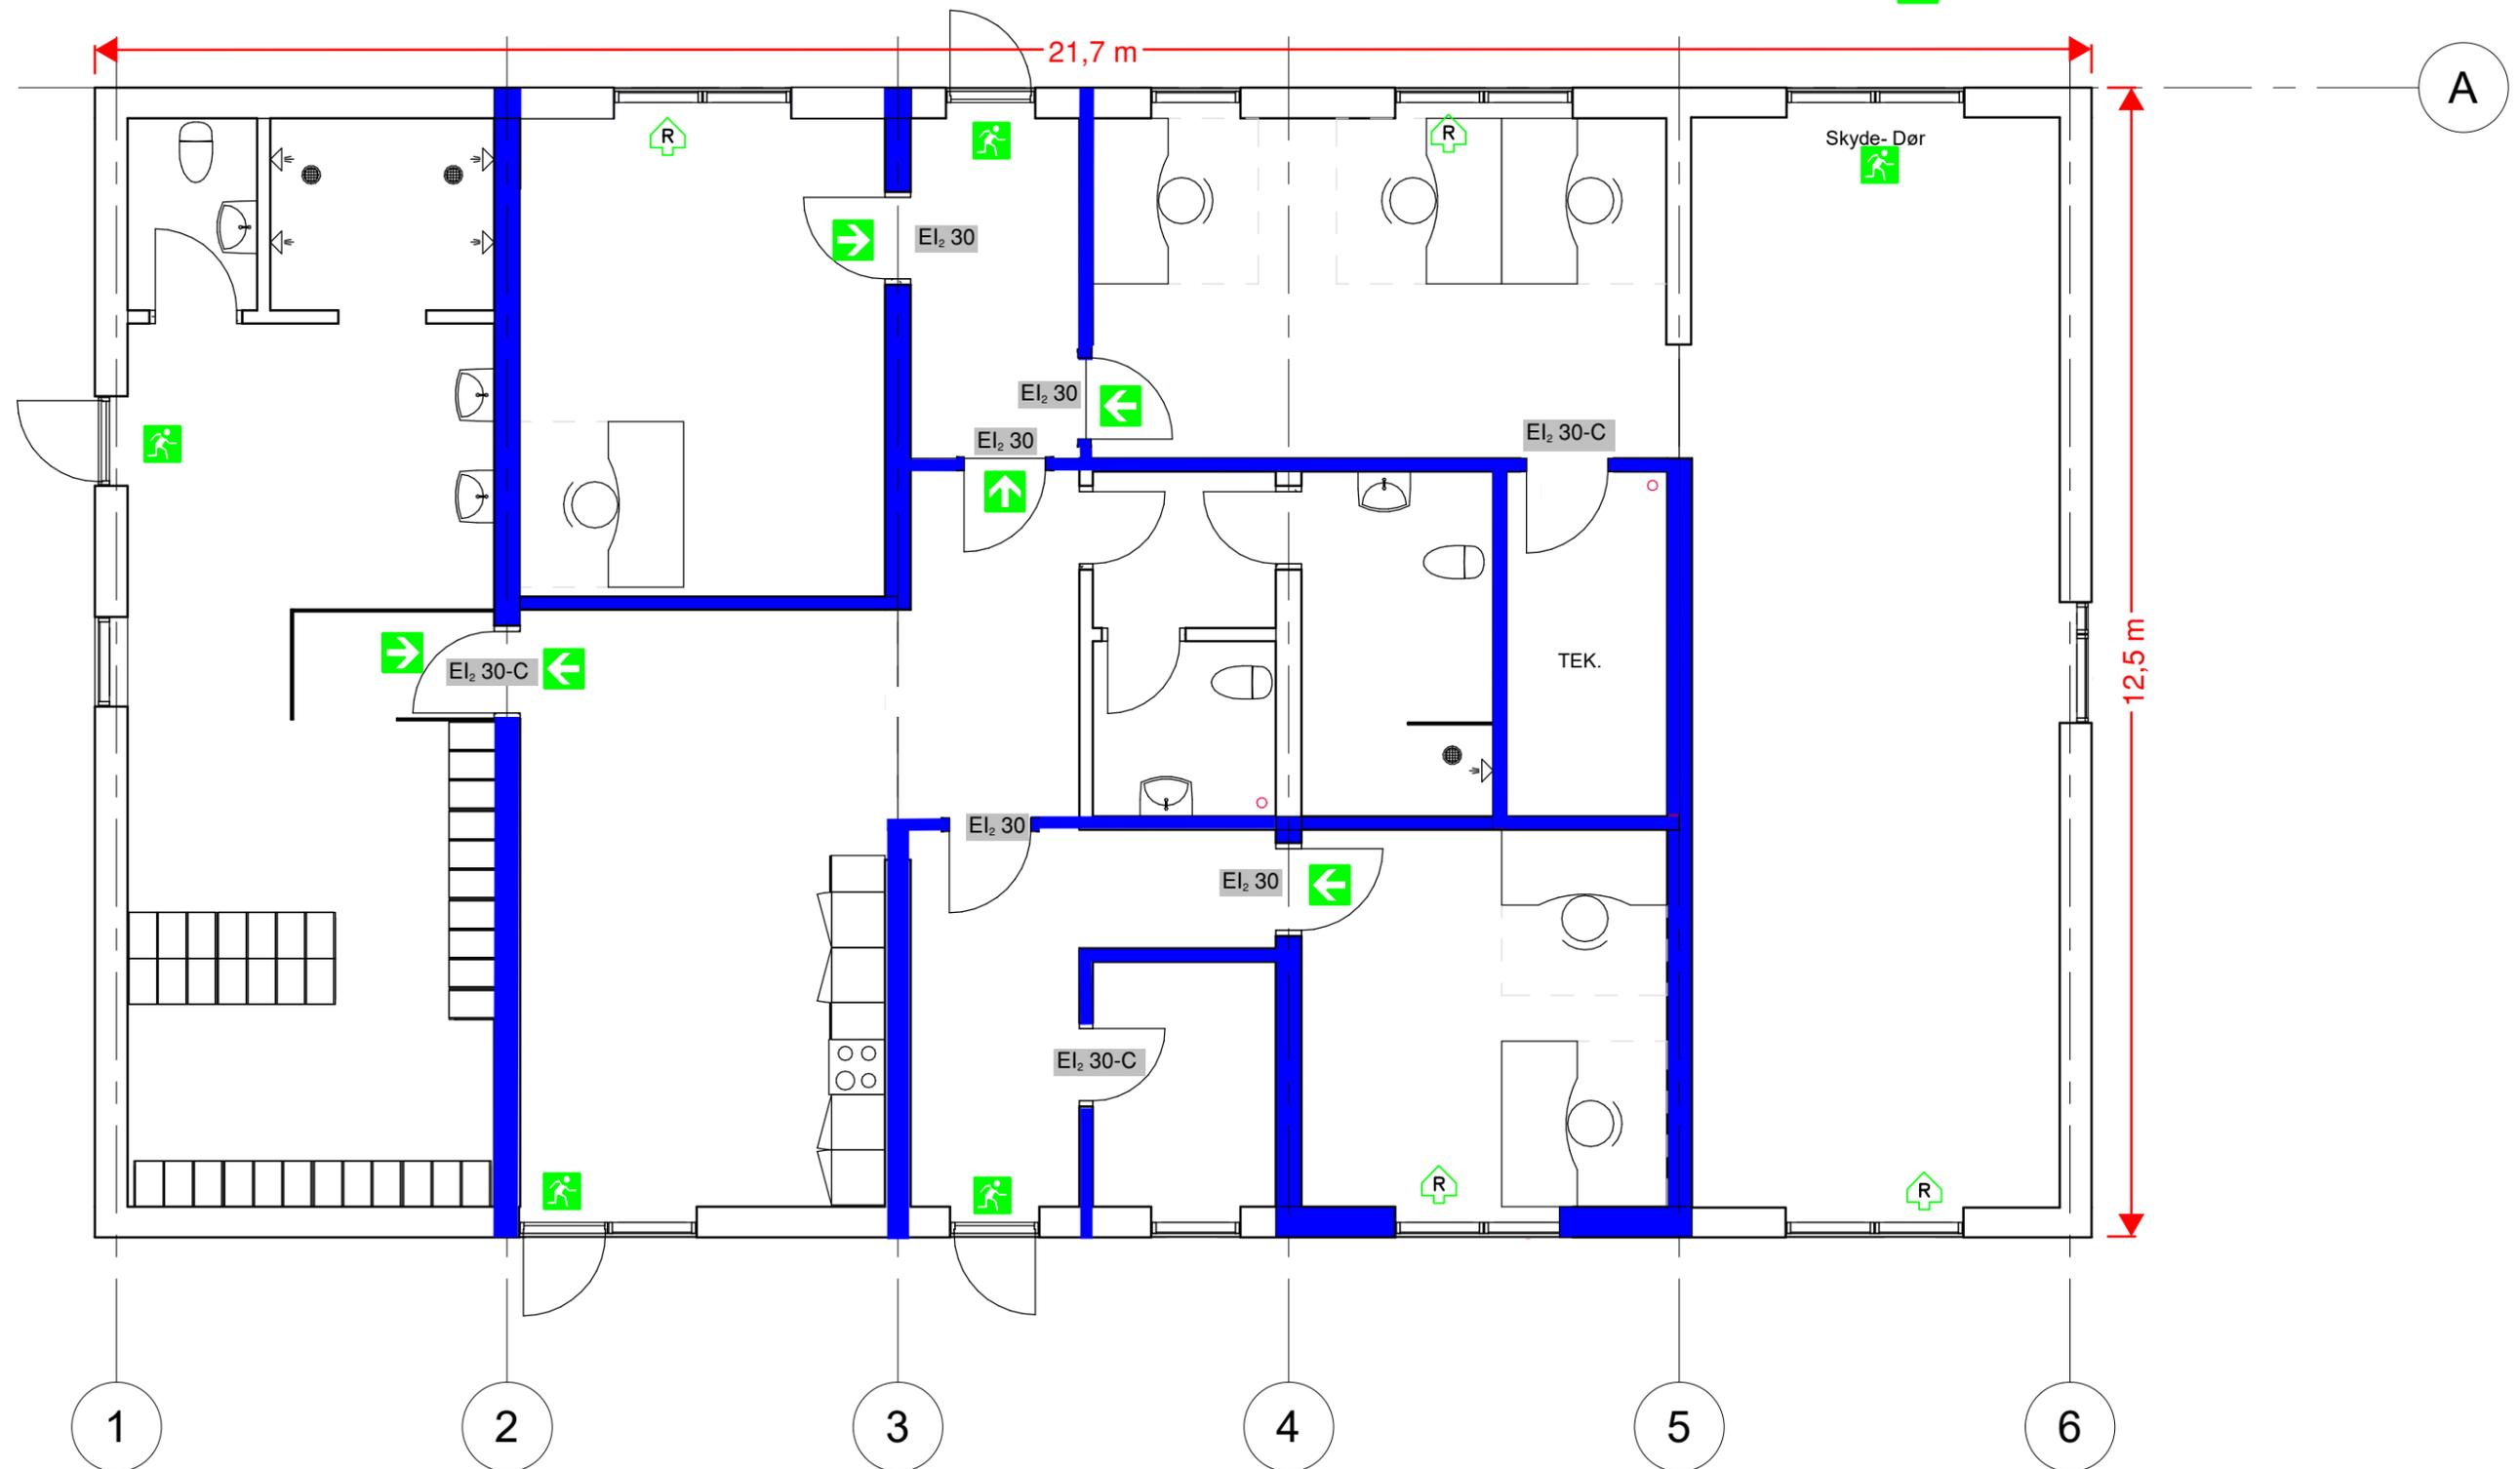 21,7 m
A
R
R
Skyde- Dør
EI₂ 30
EI₂ 30
EI₂ 30
EI₂ 30-C
EI₂ 30-C
TEK.
12,5 m
EI₂ 30
EI₂ 30
EI₂ 30-C
R
R
1
2
3
4
5
6